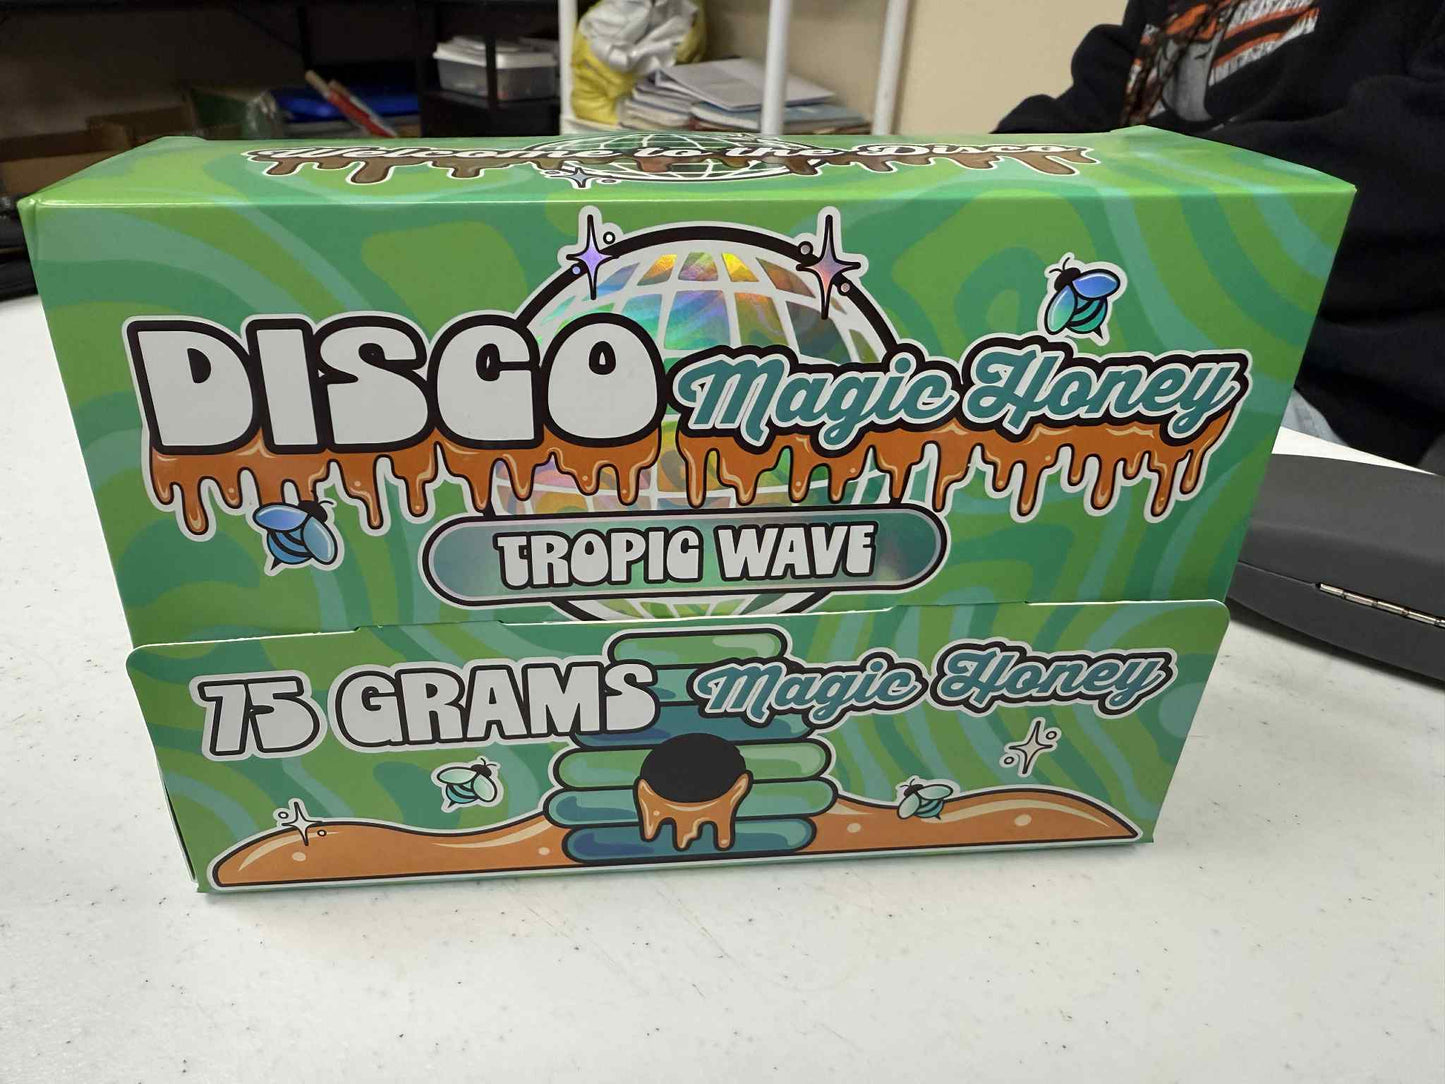 Welcome to the Disco
DISCO Magic Honey
TROPIC WAVE
75 GRAMS Magic Honey